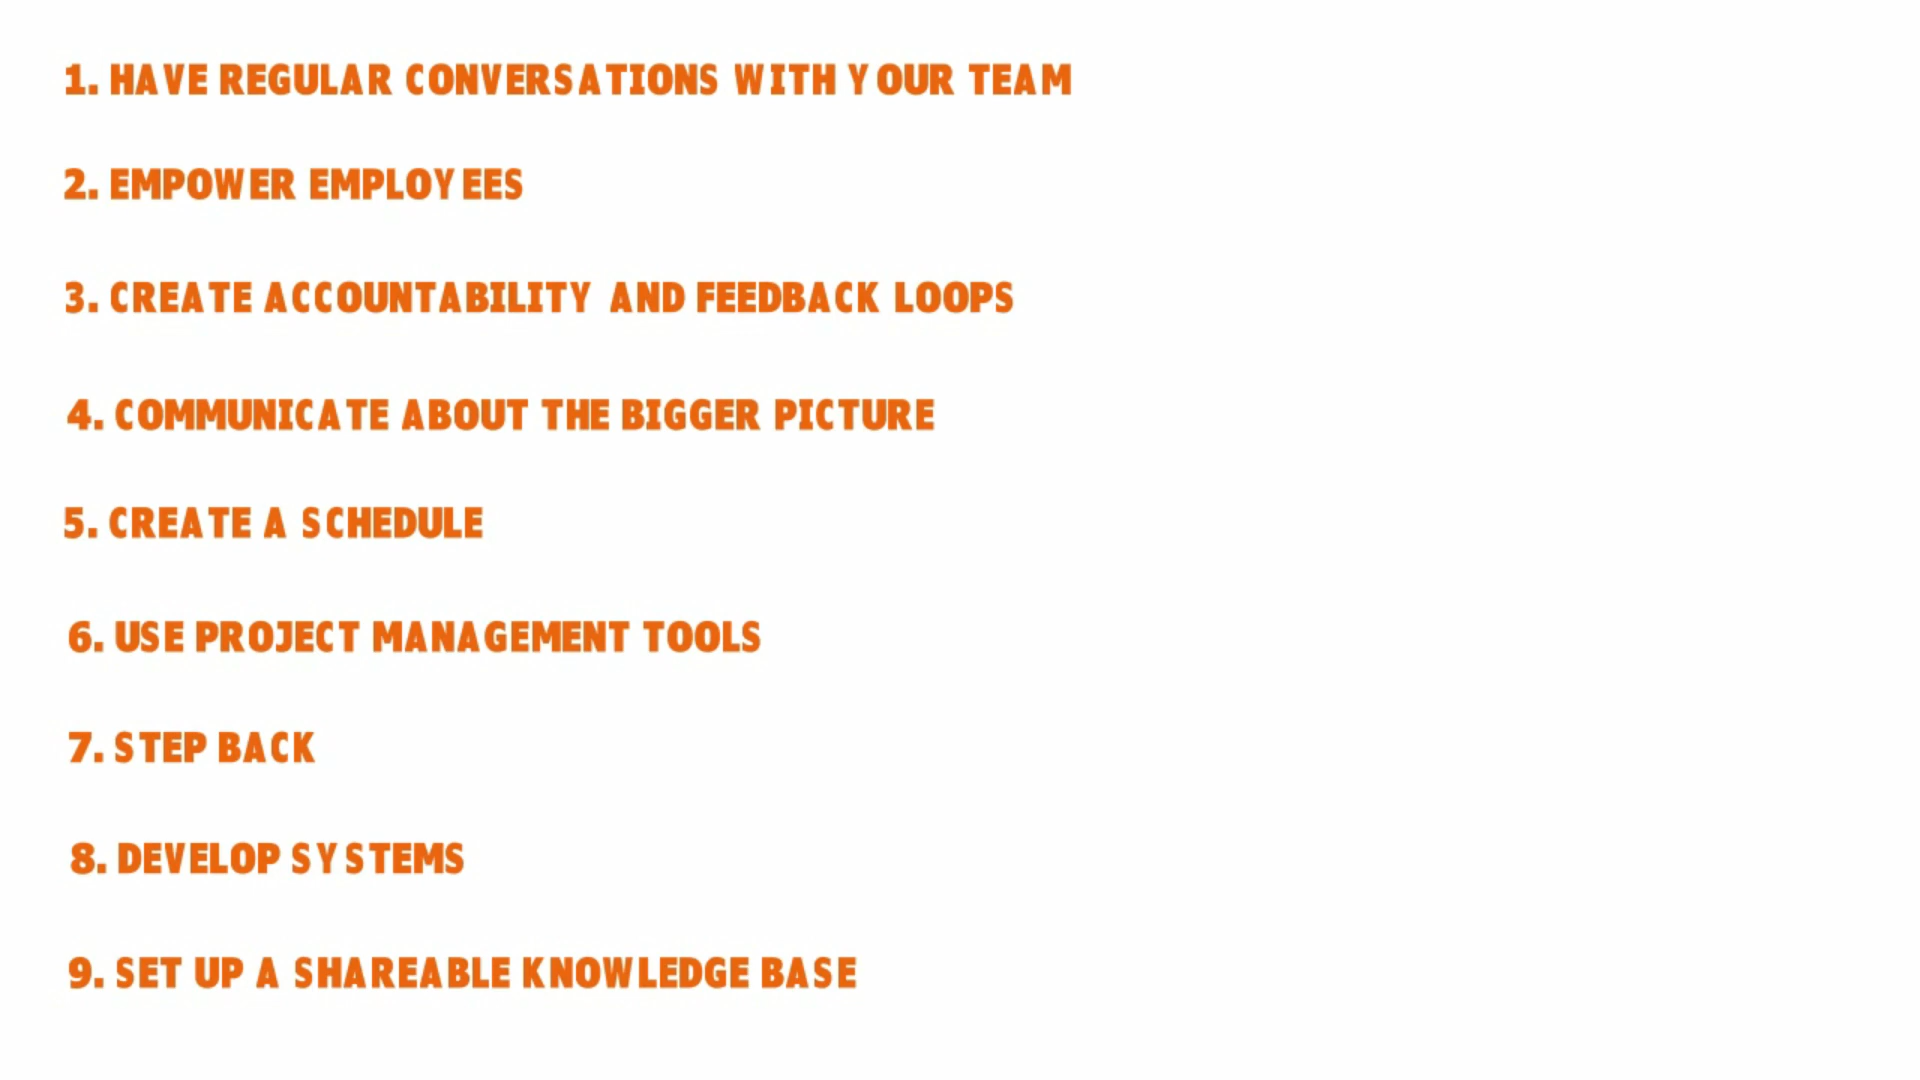 1. HAVE REGULAR CONVERSATIONS WITH YOUR TEAM
2. EMPOWER EMPLOYEES
3. CREATE ACCOUNTABILITY AND FEEDBACK LOOPS
4. COMMUNICATE ABOUT THE BIGGER PICTURE
5. CREATE A SCHEDULE
6. USE PROJECT MANAGEMENT TOOLS
7. STEP BACK
8. DEVELOP SYSTEMS
9. SET UP A SHAREABLE KNOWLEDGE BASE